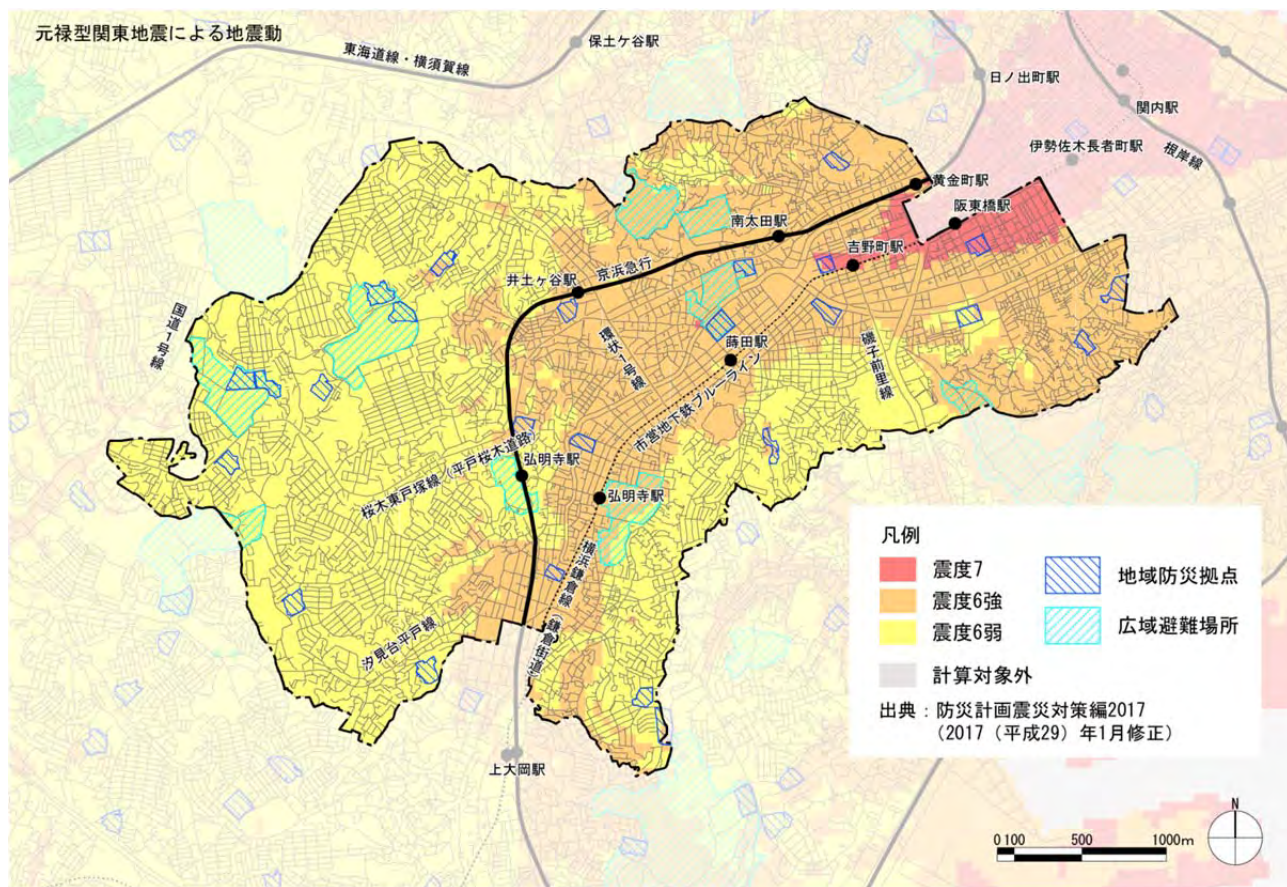 元禄型関東地震による地震動
保土ケ谷駅
東海道線・横須賀線
日ノ出町駅
関内駅
伊勢佐木長者町駅
根岸線
黄金町駅
阪東橋駅
南太田駅
吉野町駅
京浜急行
井土ヶ谷駅
国道1号線
環状1号線
蒔田駅
磯子前里線
市営地下鉄ブルーライン
桜木東戸塚線(平戸桜木道路)
弘明寺駅
弘明寺駅
横浜鎌倉線(鎌倉街道)
汐見台平戸線
上大岡駅
凡例
震度7
震度6強
震度6弱
計算対象外
地域防災拠点
広域避難場所
出典:防災計画震災対策編2017
(2017(平成29)年1月修正)
N
0 100 500 1000m